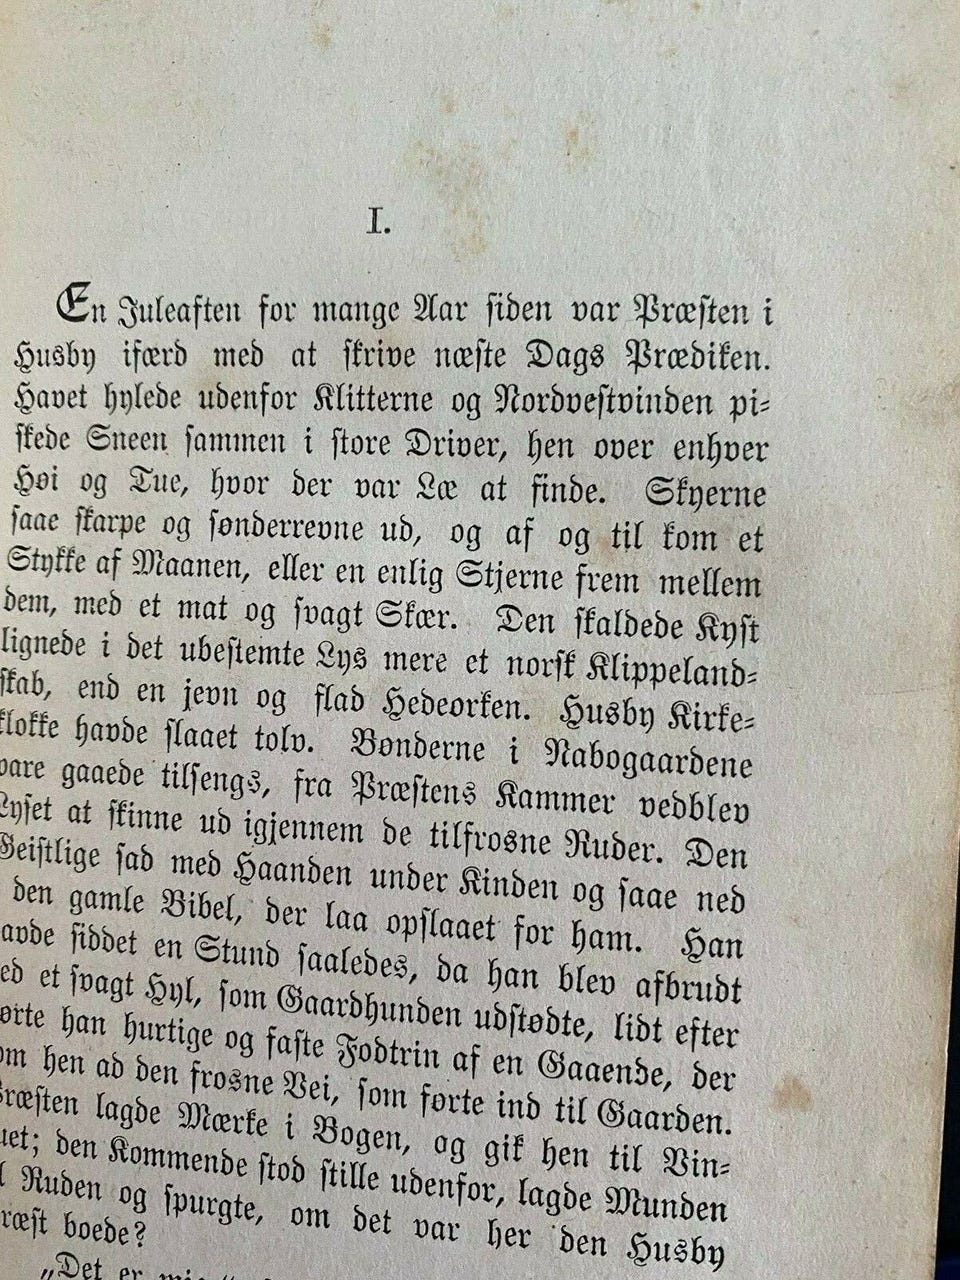 I.
En Juleaften for mange Aar siden var Præsten i
Husby ifærd med at skrive næste Dags Prædiken.
Havet hylede udenfor Klitterne og Nordvestvinden pi-
skede Sneen sammen i store Driver, hen over enhver
Høi og Tue, hvor der var Læ at finde. Skyerne
saae skarpe og sønderrevne ud, og af og til kom et
Stykke af Maanen, eller en enlig Stjerne frem mellem
dem, med et mat og svagt Skær. Den skaldede Kyst
lignede i det ubestemte Lys mere et norsk Klippeland-
skab, end en jevn og flad Hedeørken. Husby Kirke-
klokke havde slaaet tolv. Bønderne i Nabogaardene
vare gaaede tilsengs, fra Præstens Kammer vedblev
Lyset at skinne ud igjennem de tilfrosne Ruder. Den
Geistlige sad med Haanden under Kinden og saae ned
den gamle Bibel, der laa opslaaet for ham. Han
avde siddet en Stund saaledes, da han blev afbrudt
ed et svagt Hyl, som Gaardhunden udstødte, lidt efter
ørte han hurtige og faste Fodtrin af en Gaaende, der
om hen ad den frosne Vei, som førte ind til Gaarden.
Præsten lagde Mærke i Bogen, og gik hen til Vin-
uet; den Kommende stod stille udenfor, lagde Munden
l Ruden og spurgte, om det var her den Husby
ræst boede?
„Det er mig“